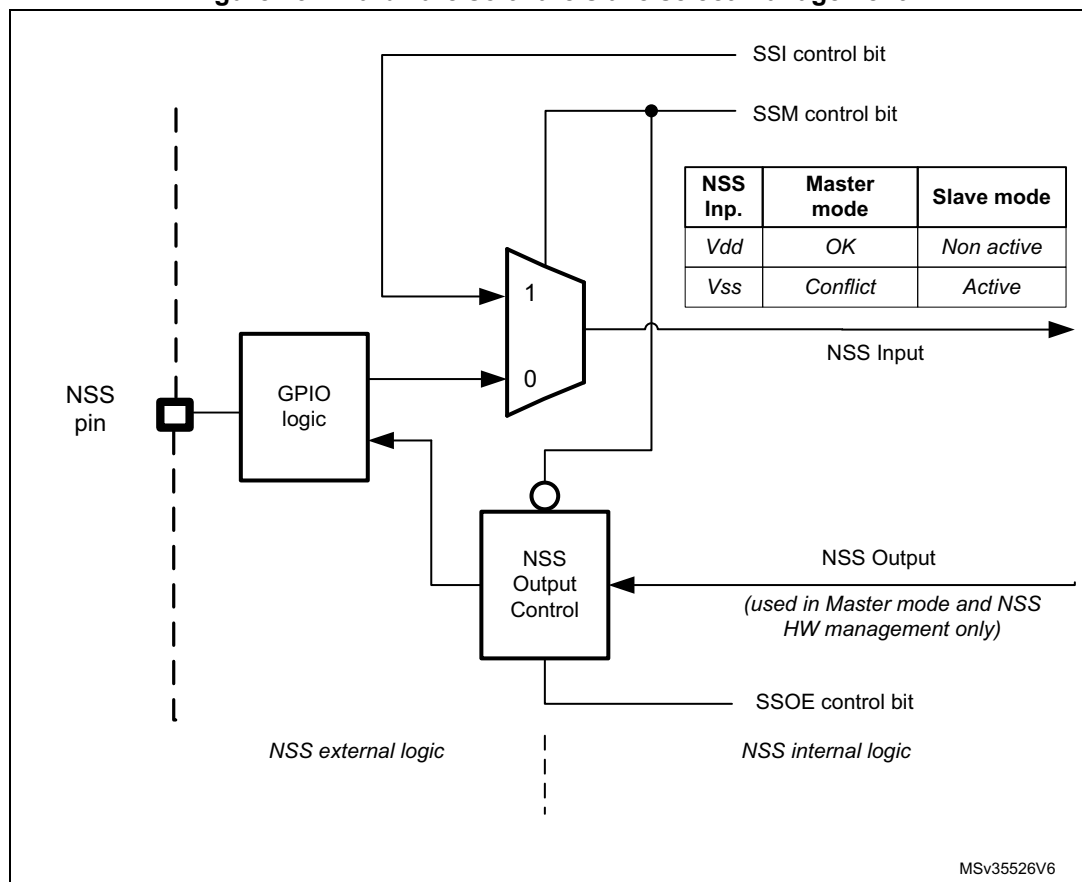 SSI control bit
SSM control bit
NSS Inp.
Master mode
Slave mode
Vdd
OK
Non active
Vss
Conflict
Active
1
0
NSS Input
NSS
pin
GPIO
logic
NSS
Output
Control
NSS Output
(used in Master mode and NSS
HW management only)
SSOE control bit
NSS external logic
NSS internal logic
MSv35526V6